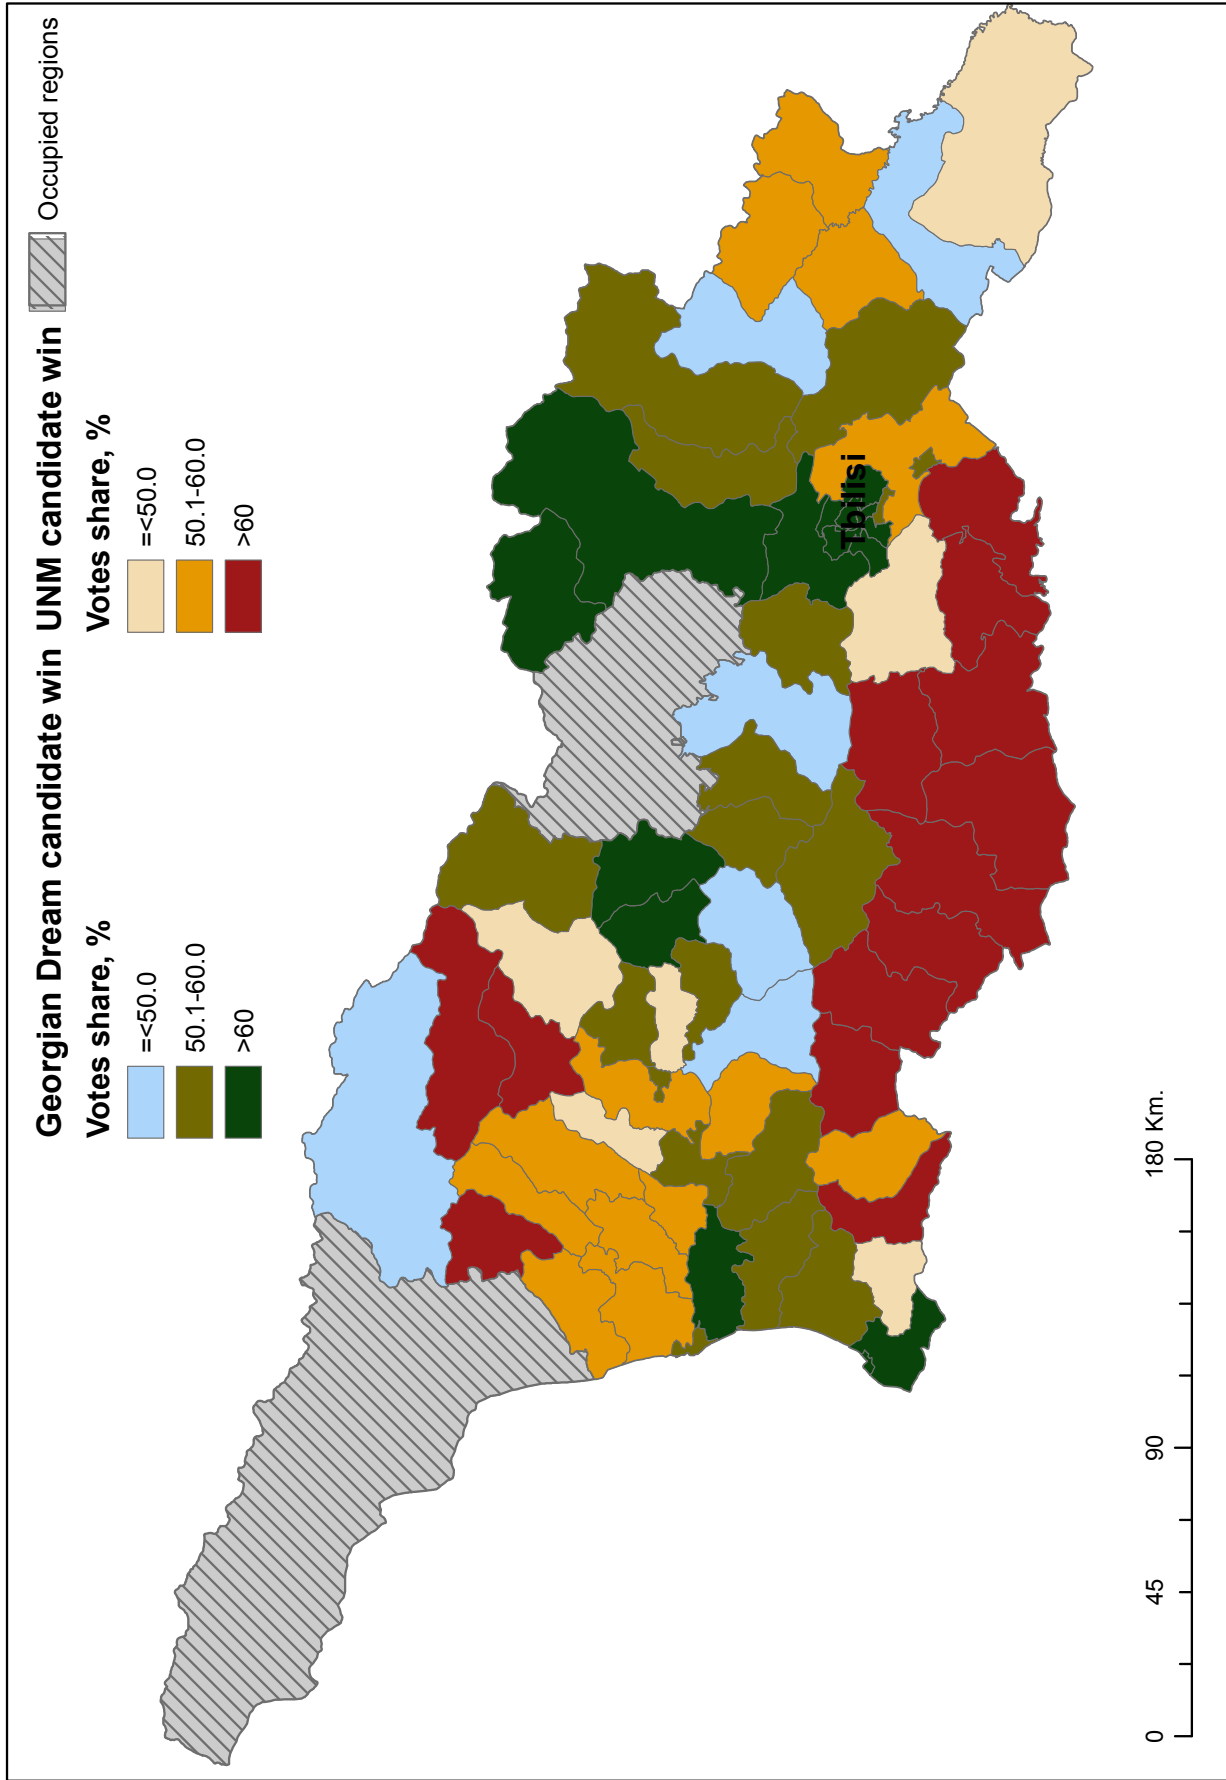 Georgian Dream candidate win
Votes share, %
=<50.0
50.1-60.0
>60
UNM candidate win
Votes share, %
=<50.0
50.1-60.0
>60
Occupied regions
Tbilisi
0 45 90 180 Km.